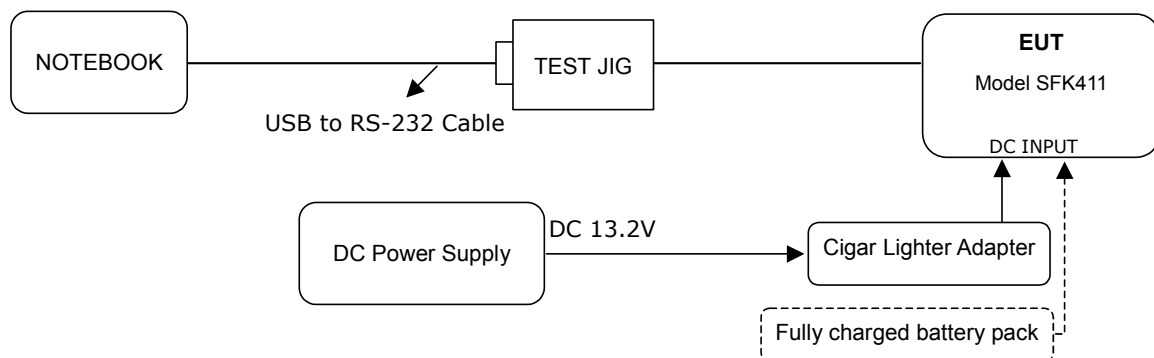 NOTEBOOK
TEST JIG
EUT
Model SFK411
DC INPUT
USB to RS-232 Cable
DC Power Supply
DC 13.2V
Cigar Lighter Adapter
Fully charged battery pack